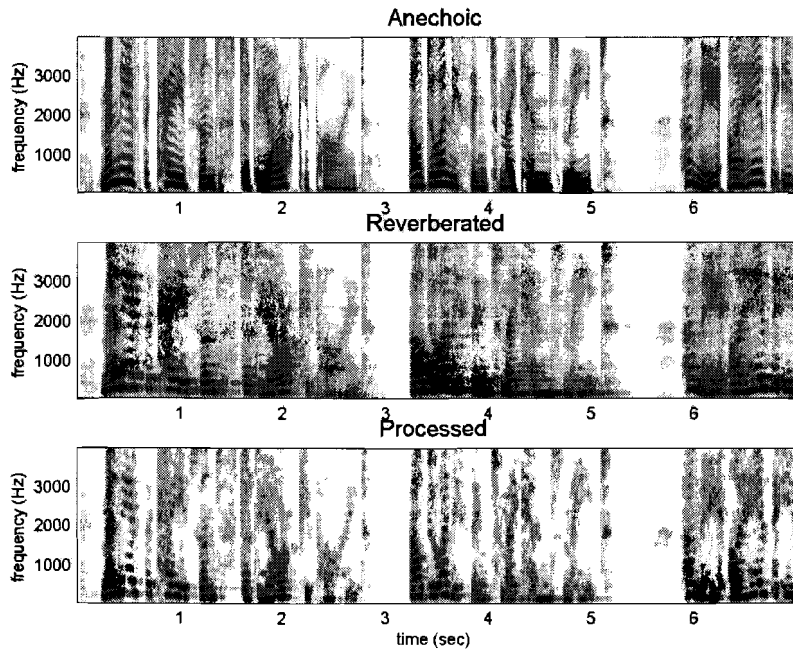 Anechoic
frequency (Hz)
3000
2000
1000
1 2 3 4 5 6
Reverberated
frequency (Hz)
3000
2000
1000
1 2 3 4 5 6
Processed
frequency (Hz)
3000
2000
1000
1 2 3 4 5 6
time (sec)